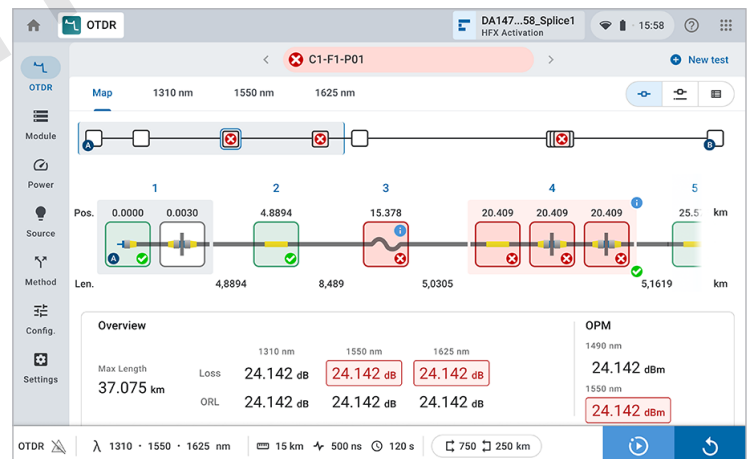 OTDR
DA147...58_Splice1
HFX Activation
15:58
C1-F1-P01
New test
OTDR
Module
Power
Source
Method
Config.
Settings
Map 1310 nm 1550 nm 1625 nm
A B
1 2 3 4 5
Pos. 0.0000 0.0030 4.8894 15.378 20.409 20.409 20.409 25.5 km
A
Len. 4,8894 8,489 5,0305 5,1619 km
Overview
1310 nm 1550 nm 1625 nm
Max Length
37.075 km
Loss 24.142 dB 24.142 dB 24.142 dB
ORL 24.142 dB 24.142 dB 24.142 dB
OPM
1490 nm
24.142 dBm
1550 nm
24.142 dBm
OTDR λ 1310 · 1550 · 1625 nm 15 km 500 ns 120 s 750 250 km